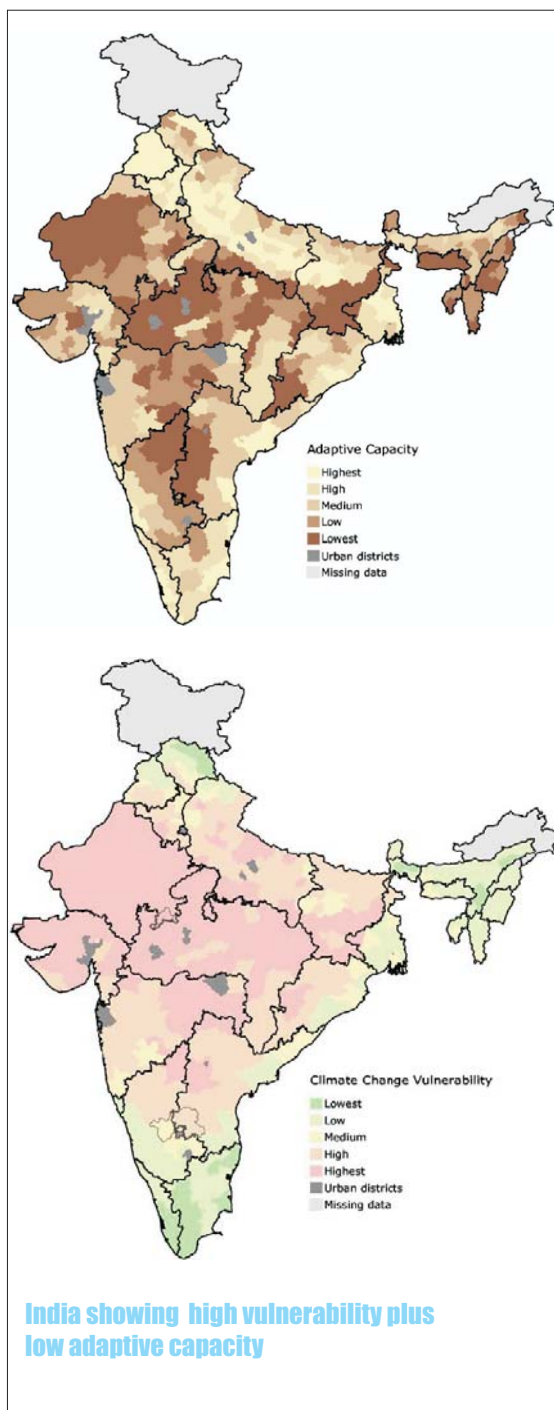 Adaptive Capacity
Highest
High
Medium
Low
Lowest
Urban districts
Missing data
Climate Change Vulnerability
Lowest
Low
Medium
High
Highest
Urban districts
Missing data
India showing high vulnerability plus
low adaptive capacity